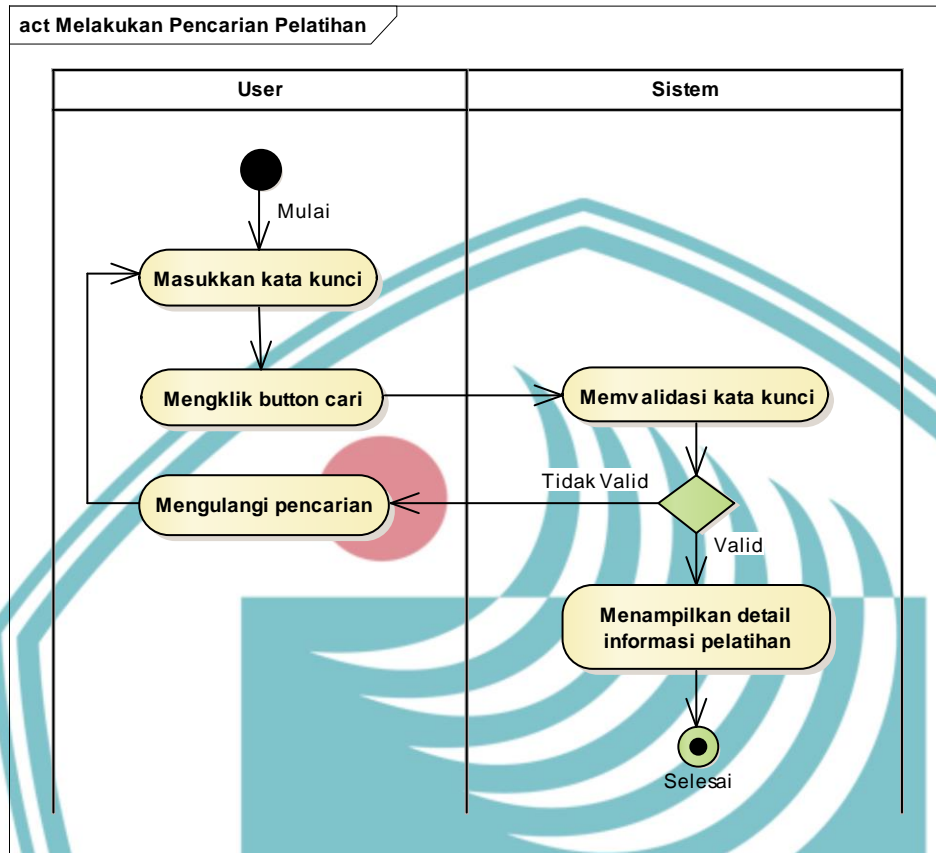 act Melakukan Pencarian Pelatihan
User
Sistem
Mulai
Masukkan kata kunci
Mengklik button cari
Memvalidasi kata kunci
Tidak Valid
Mengulangi pencarian
Valid
Menampilkan detail
informasi pelatihan
Selesai